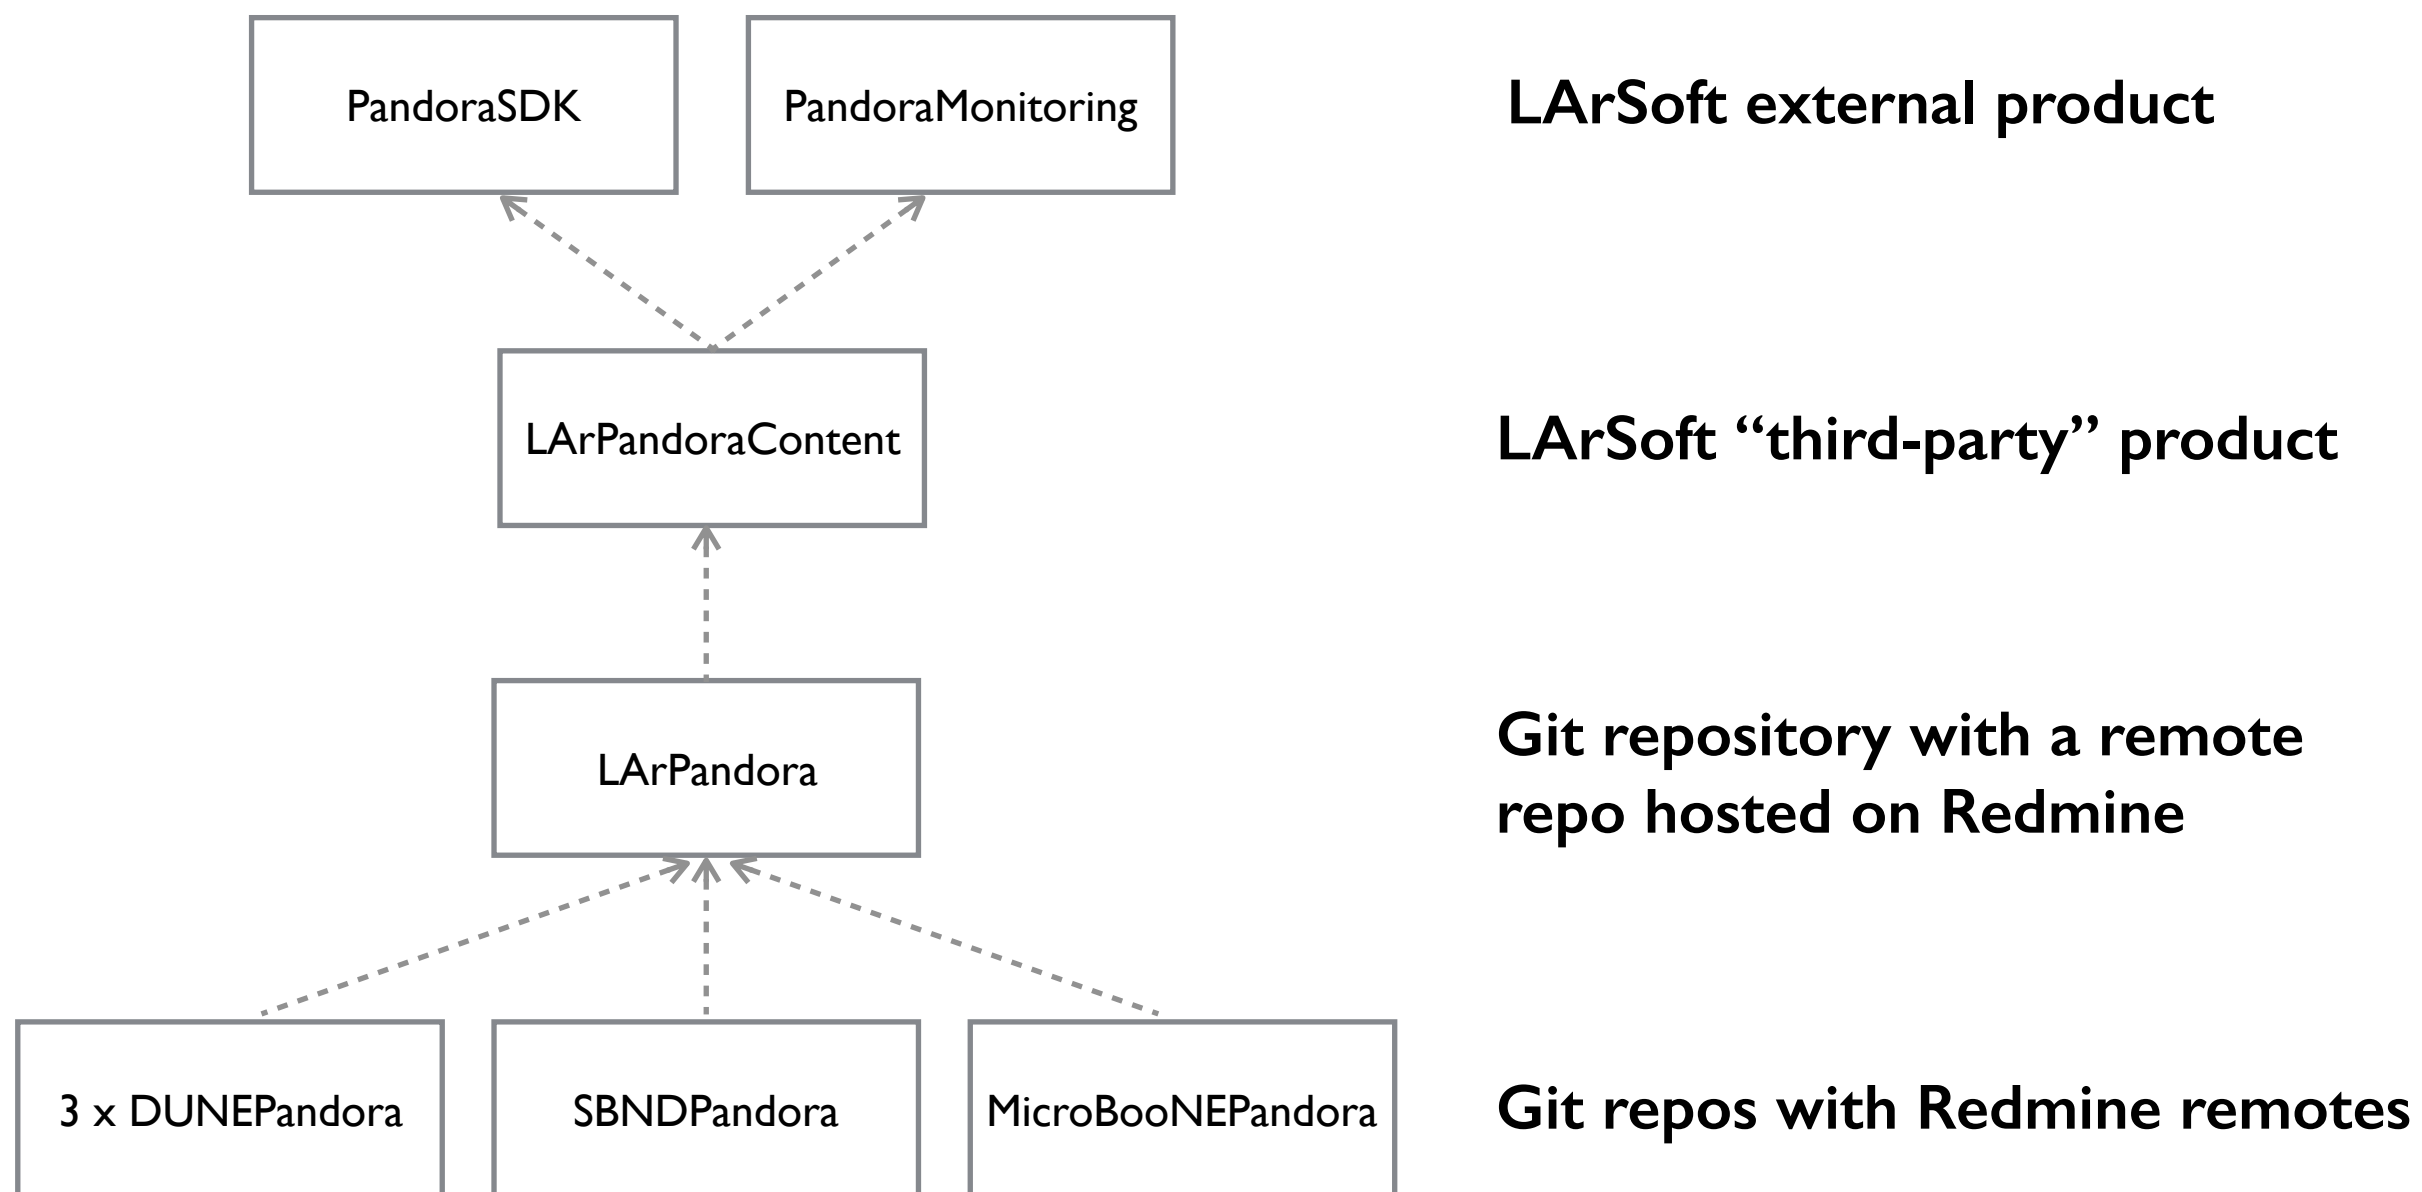 PandoraSDK
PandoraMonitoring
LArSoft external product
LArPandoraContent
LArSoft “third-party” product
LArPandora
Git repository with a remote
repo hosted on Redmine
3 x DUNEPandora
SBNDPandora
MicroBooNEPandora
Git repos with Redmine remotes